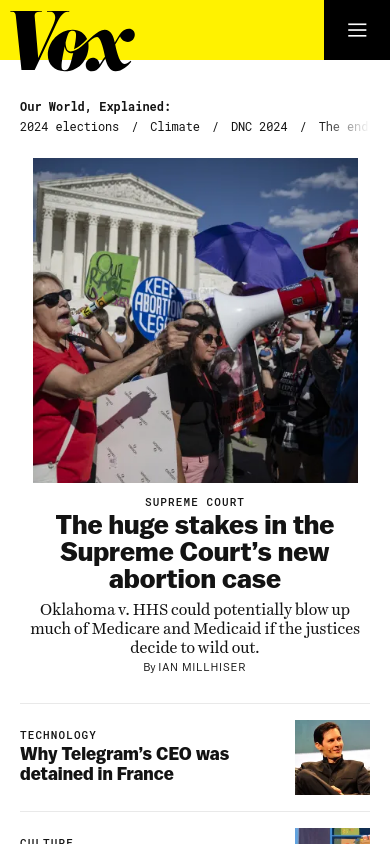 Vox
Our World, Explained:
2024 elections / Climate / DNC 2024 / The end
Our
KEEP
ABORTION
LEGAL
SUPREME COURT
The huge stakes in the
Supreme Court’s new
abortion case
Oklahoma v. HHS could potentially blow up
much of Medicare and Medicaid if the justices
decide to wild out.
By IAN MILLHISER
TECHNOLOGY
Why Telegram’s CEO was
detained in France
CULTURE